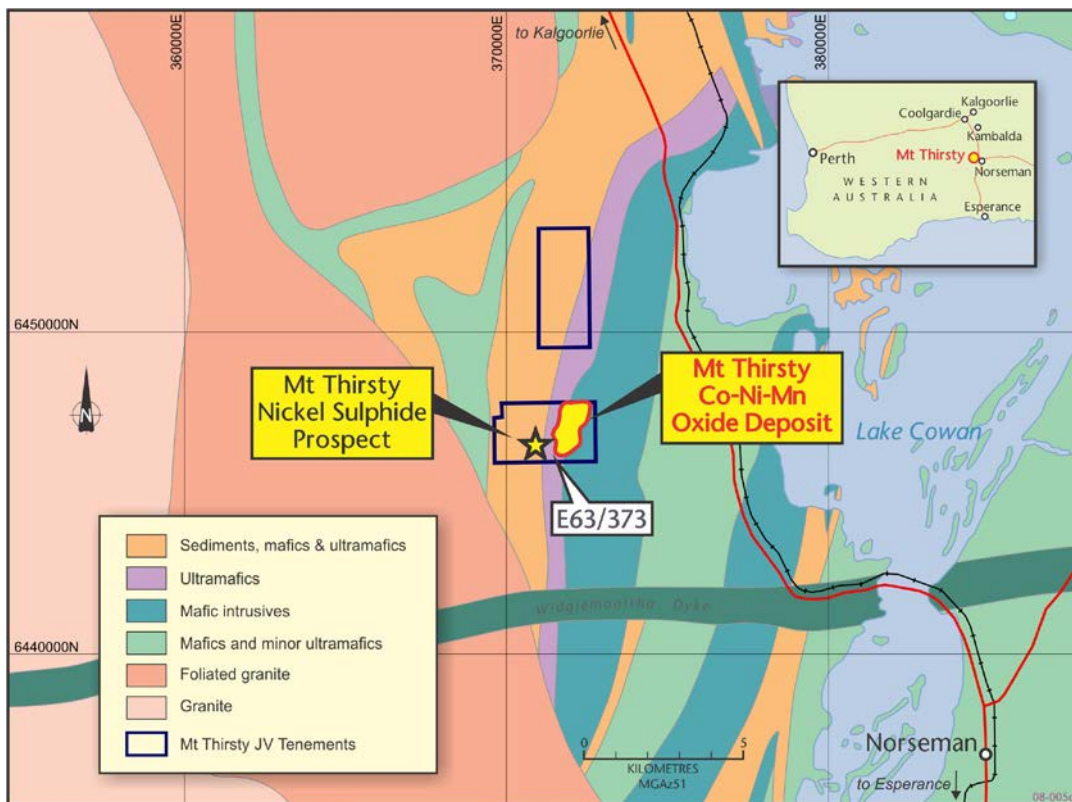 360000E
370000E
380000E
to Kalgoorlie
Kalgoorlie
Coolgardie
Kambalda
Perth
Mt Thirsty
Norseman
WESTERN
AUSTRALIA
Esperance
6450000N
N
Mt Thirsty
Nickel Sulphide
Prospect
Mt Thirsty
Co-Ni-Mn
Oxide Deposit
Lake Cowan
E63/373
Sediments, mafics & ultramafics
Ultramafics
Mafic intrusives
Mafics and minor ultramafics
Foliated granite
Granite
Mt Thirsty JV Tenements
Widgiemooltha Dyke
6440000N
0 5
KILOMETRES
MGAz51
Norseman
to Esperance